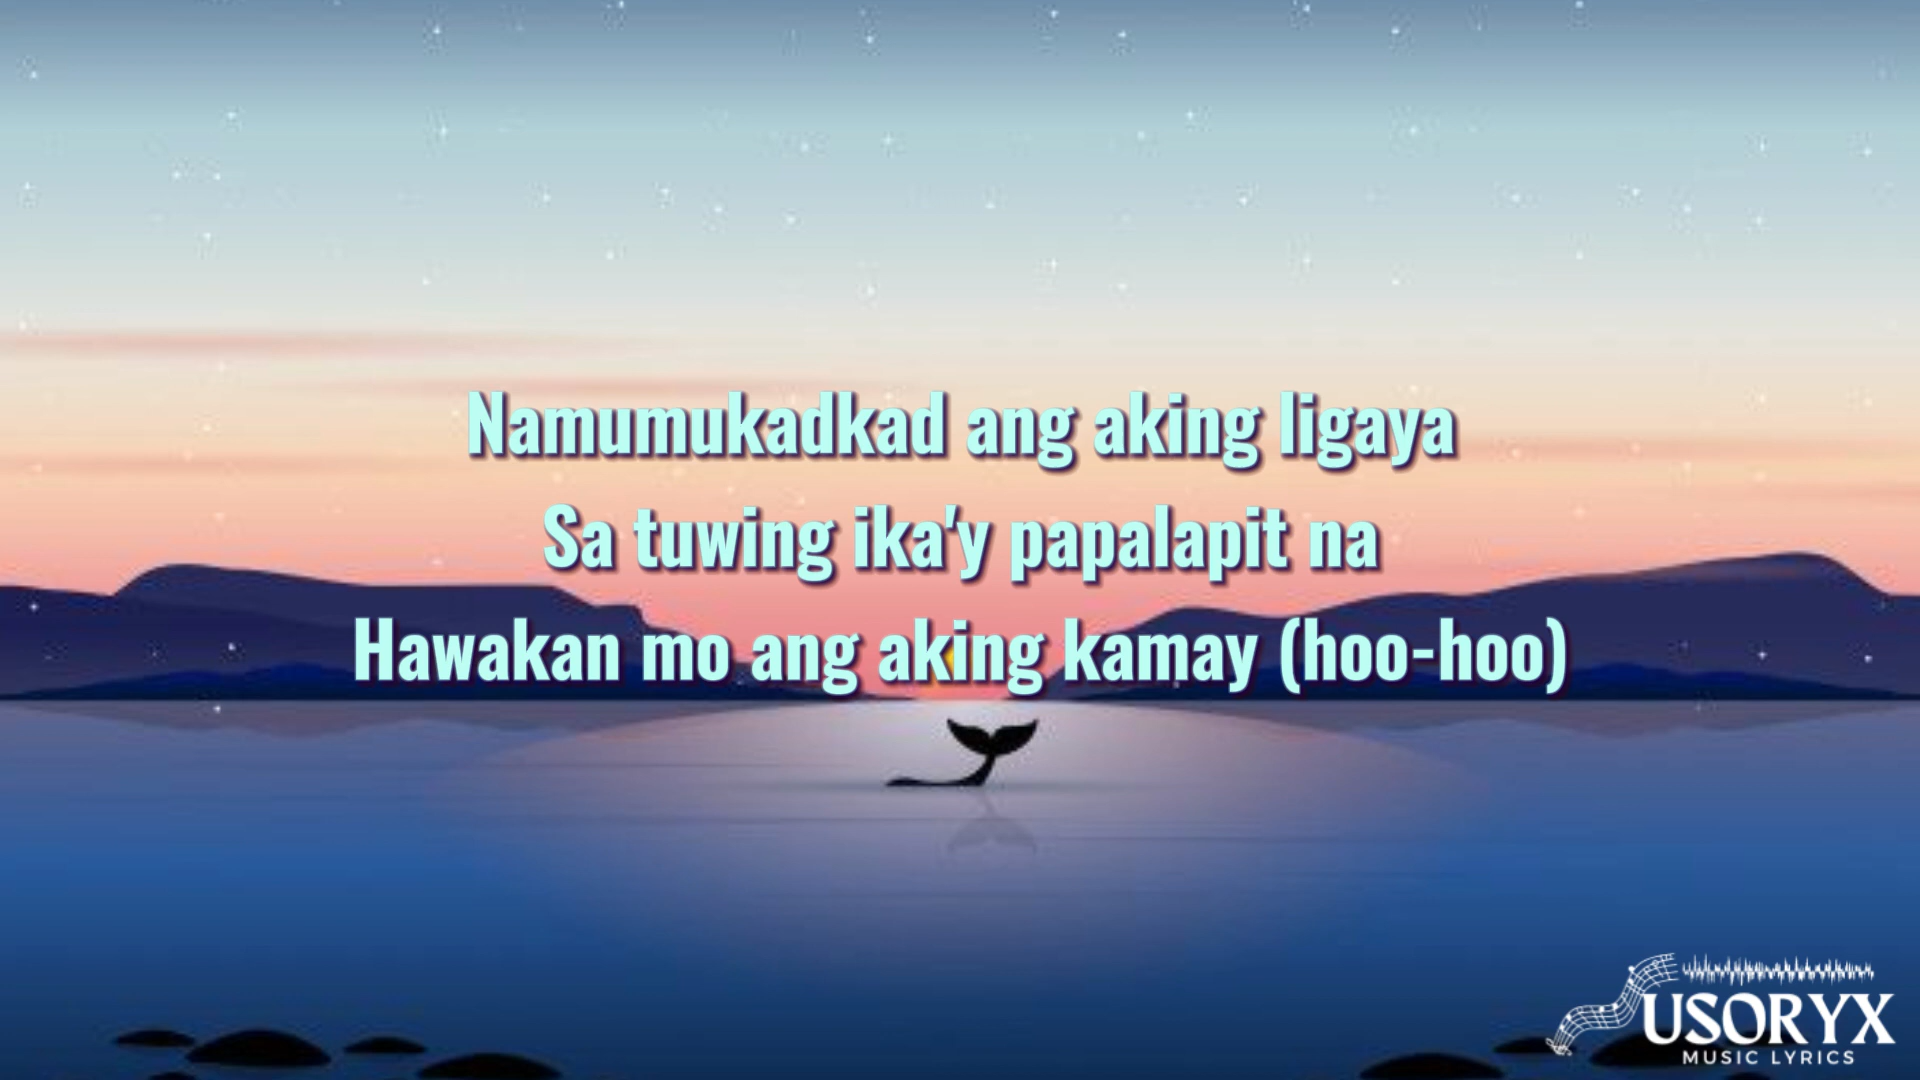 Namumukadkad ang aking ligaya
Sa tuwing ika'y papalapit na
Hawakan mo ang aking kamay (hoo-hoo)
USORYX
MUSIC LYRICS